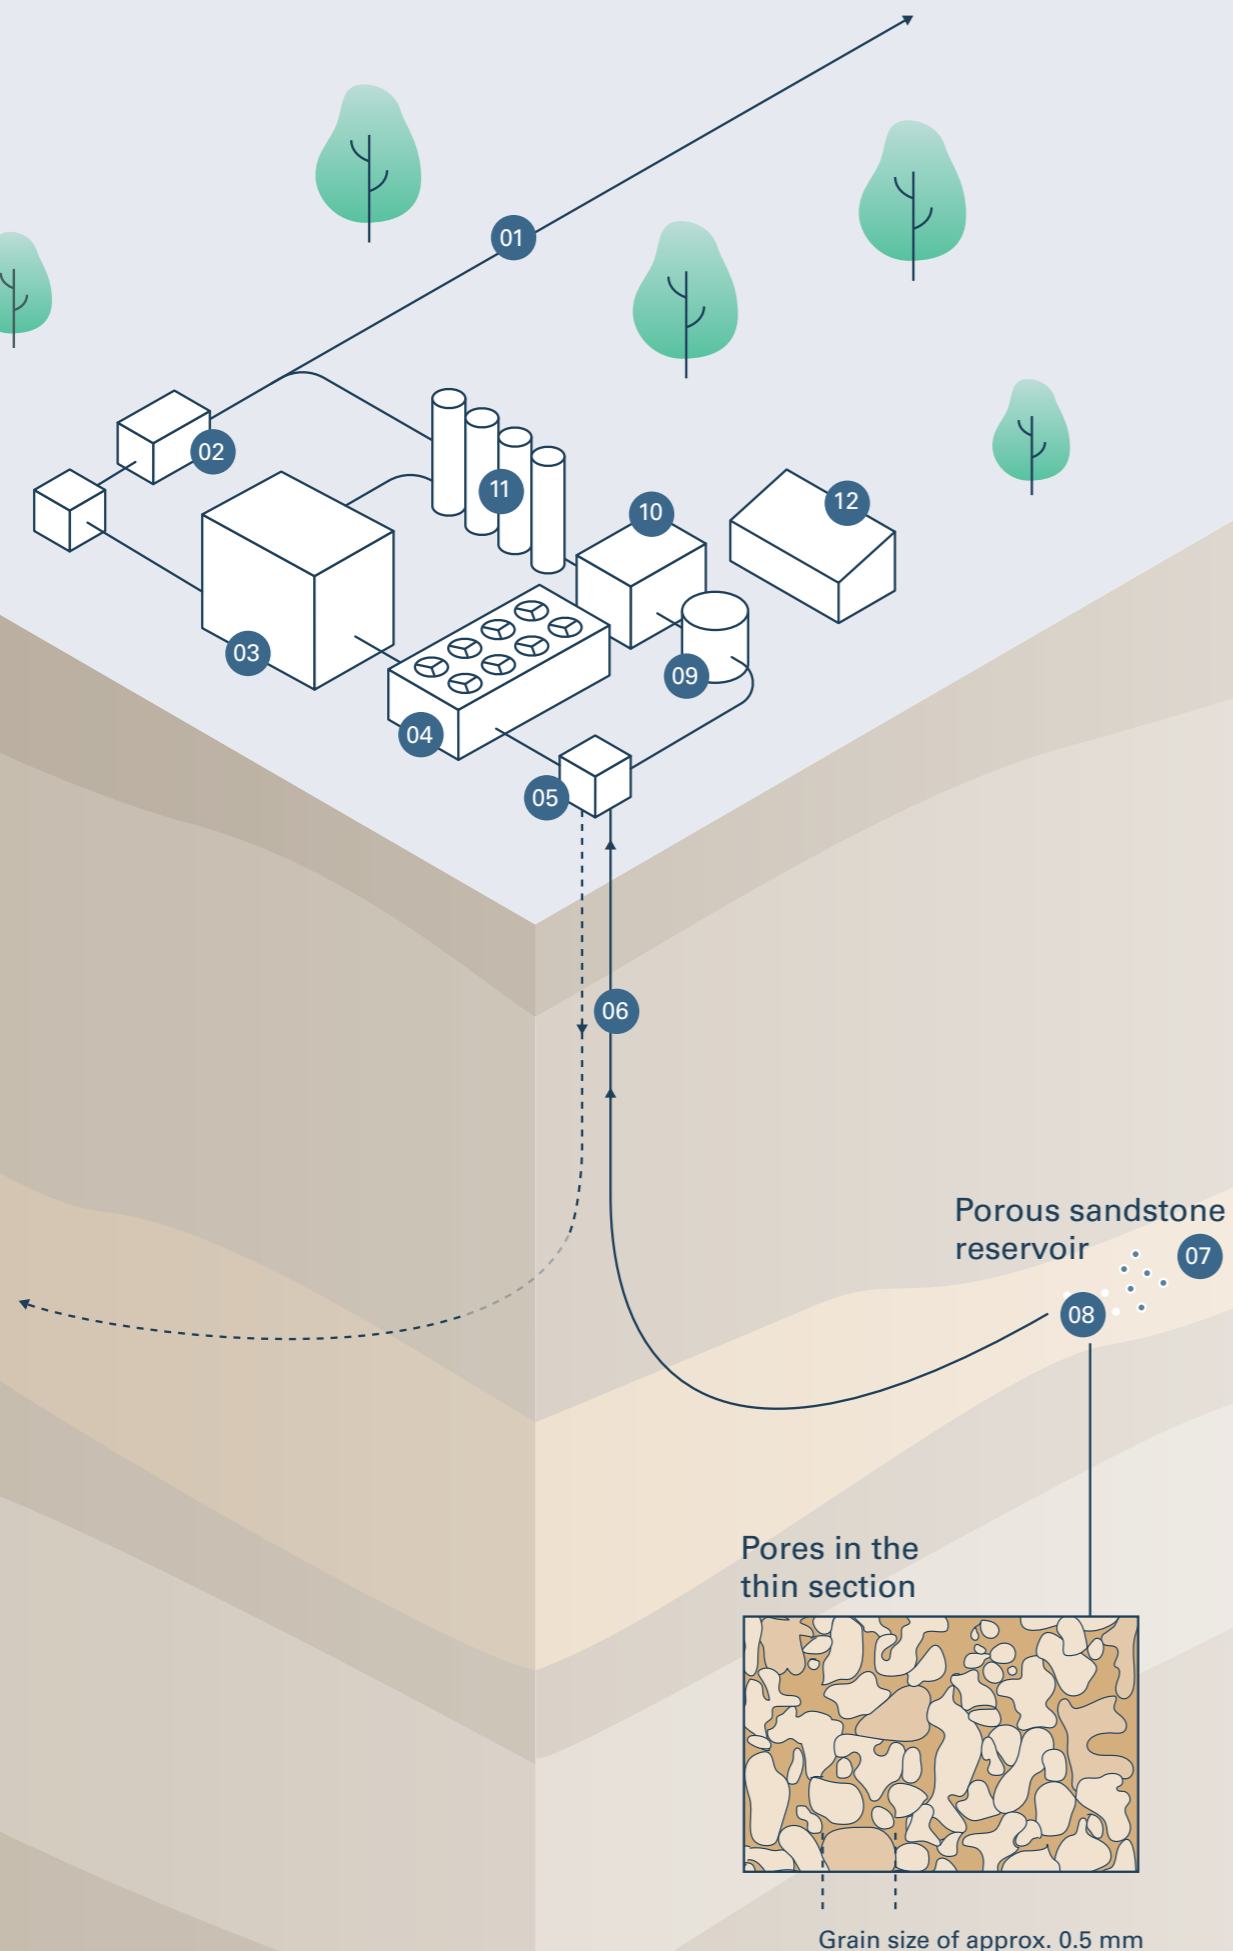 01
02
11
10
12
03
09
04
05
06
Porous sandstone
reservoir
07
08
Pores in the
thin section
Grain size of approx. 0.5 mm